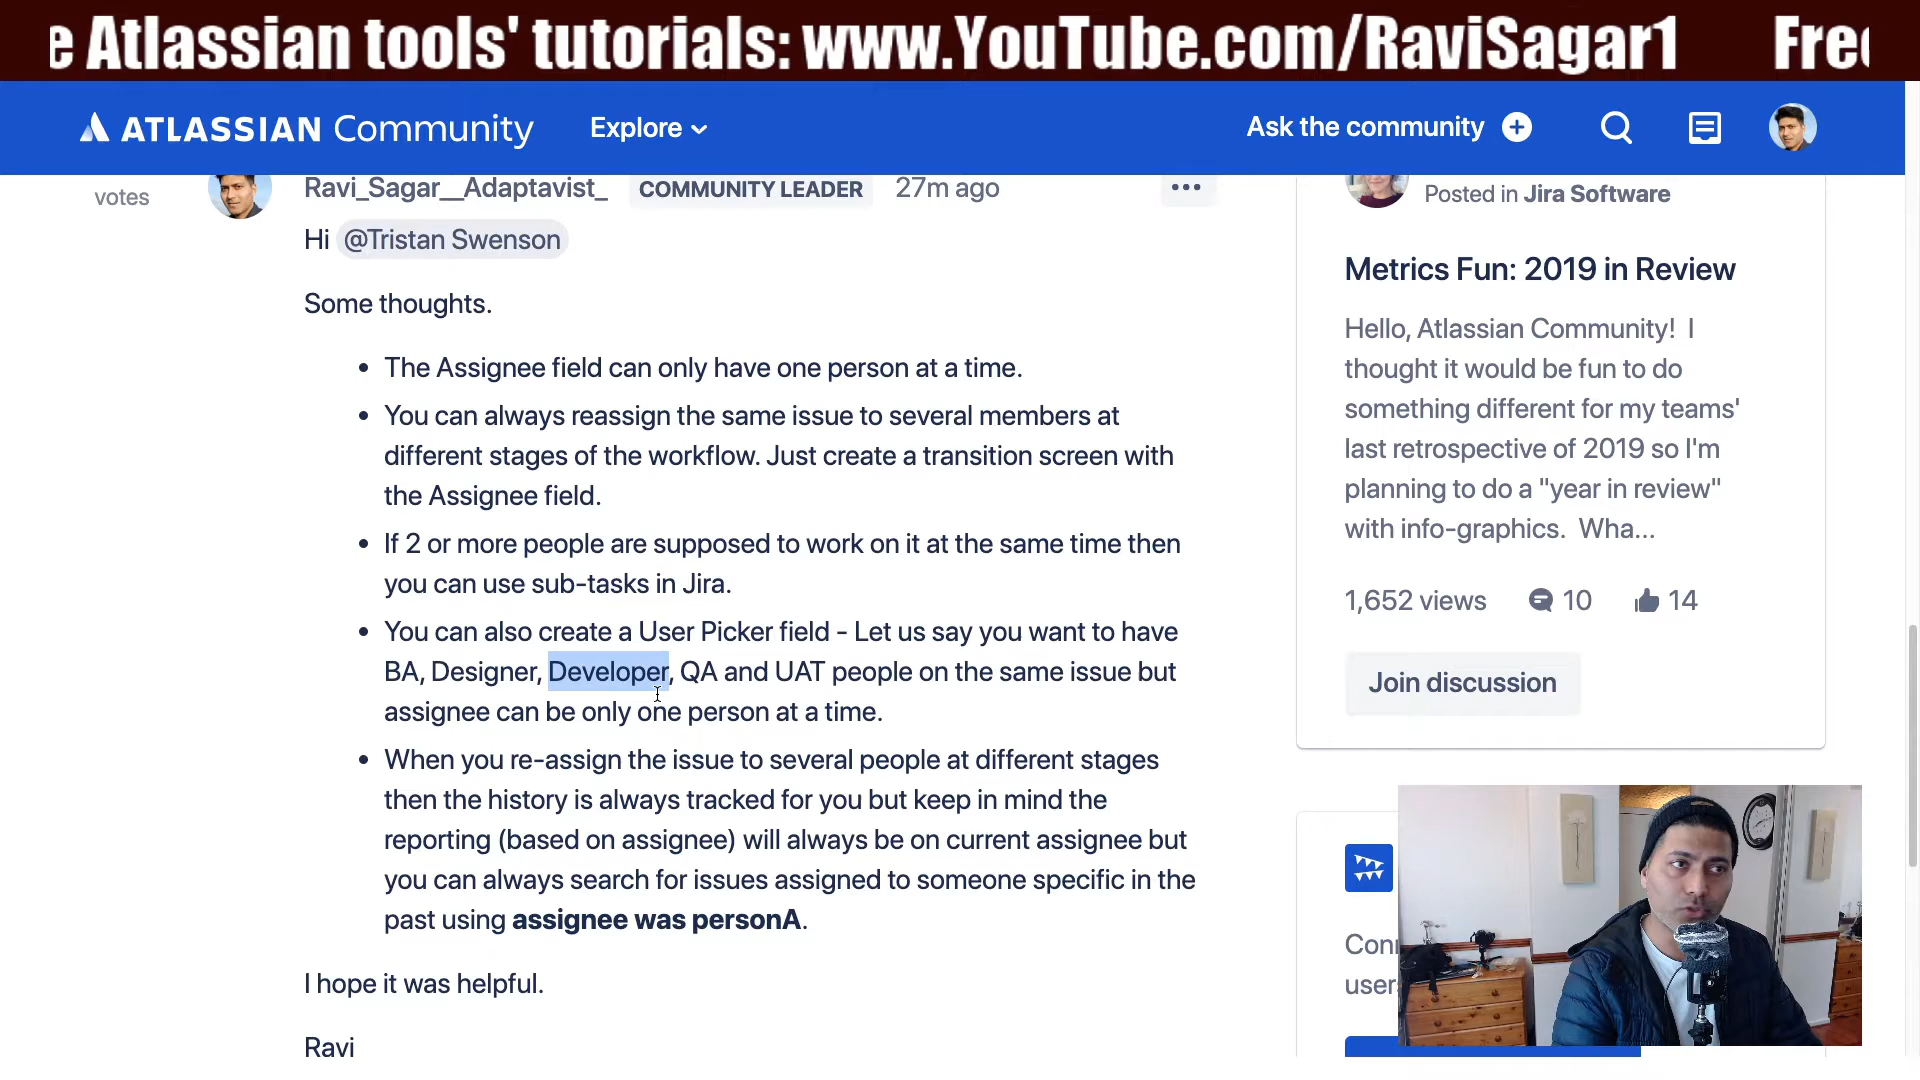 e Atlassian tools' tutorials: www.YouTube.com/RaviSagar1 Free
ATLASSIAN Community Explore Ask the community
votes
Ravi_Sagar__Adaptavist_ COMMUNITY LEADER 27m ago
Hi @Tristan Swenson
Some thoughts.
• The Assignee field can only have one person at a time.
• You can always reassign the same issue to several members at
different stages of the workflow. Just create a transition screen with
the Assignee field.
• If 2 or more people are supposed to work on it at the same time then
you can use sub-tasks in Jira.
• You can also create a User Picker field - Let us say you want to have
BA, Designer, Developer, QA and UAT people on the same issue but
assignee can be only one person at a time.
• When you re-assign the issue to several people at different stages
then the history is always tracked for you but keep in mind the
reporting (based on assignee) will always be on current assignee but
you can always search for issues assigned to someone specific in the
past using assignee was personA.
I hope it was helpful.
Ravi
Posted in Jira Software
Metrics Fun: 2019 in Review
Hello, Atlassian Community! I
thought it would be fun to do
something different for my teams'
last retrospective of 2019 so I'm
planning to do a "year in review"
with info-graphics. Wha...
1,652 views 10 14
Join discussion